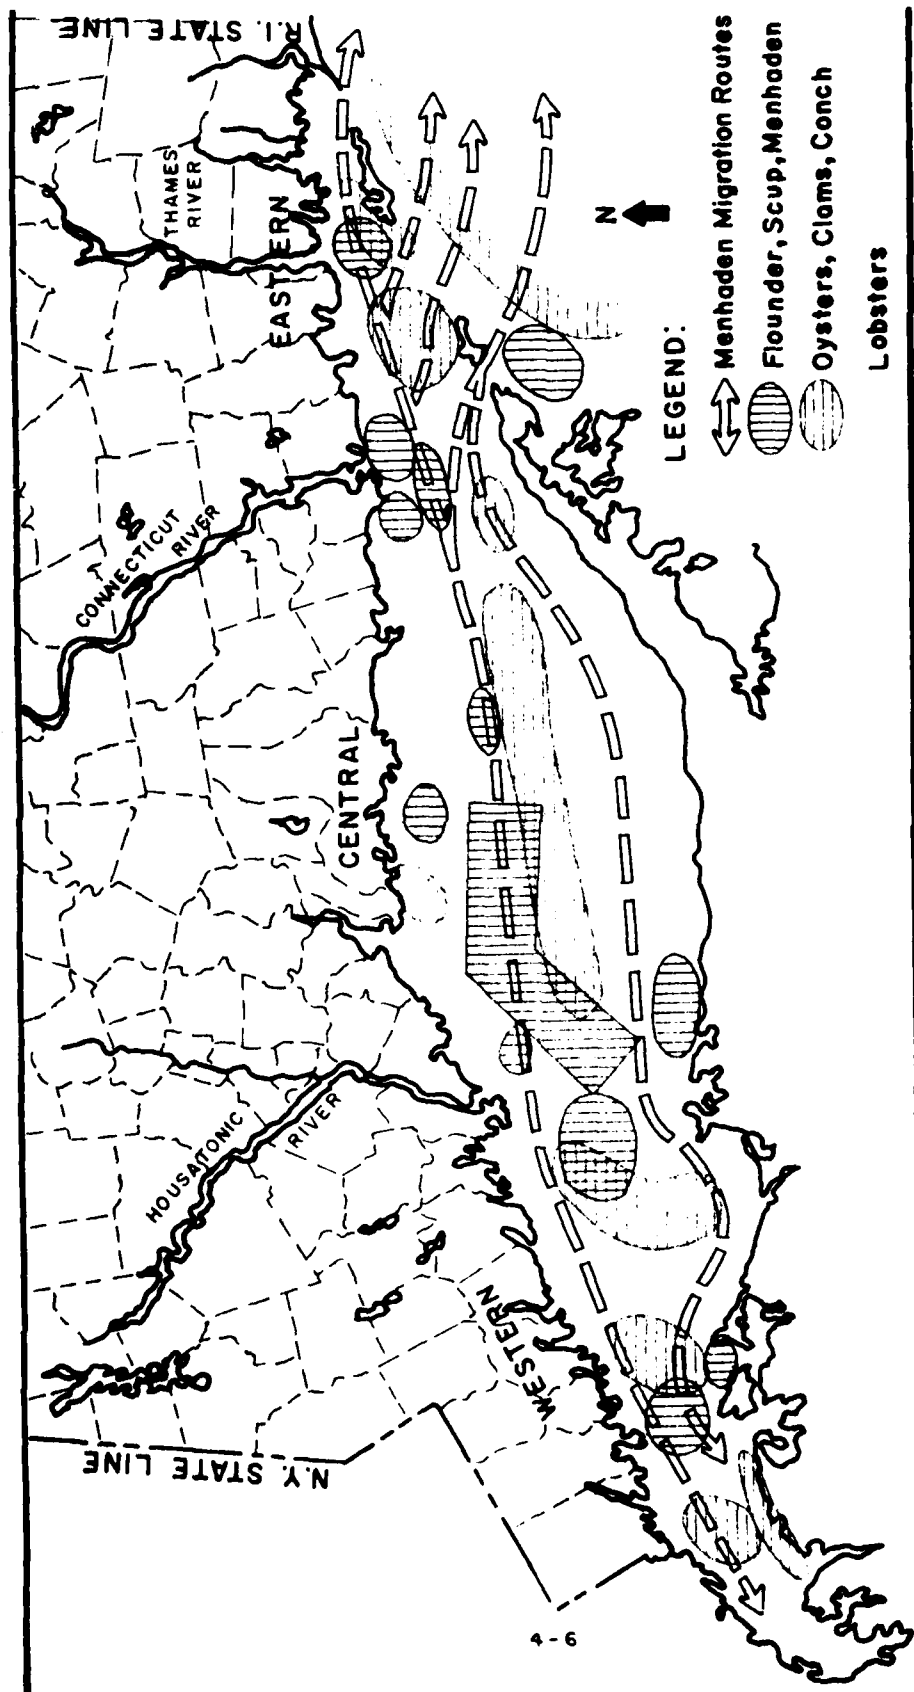 N.Y. STATE LINE
HOUSATONIC
RIVER
CONNECTICUT
RIVER
THAMES
RIVER
R.I. STATE LINE
WESTERN
CENTRAL
EASTERN
N
LEGEND:
Menhaden Migration Routes
Flounder, Scup, Menhaden
Oysters, Clams, Conch
Lobsters
4-6